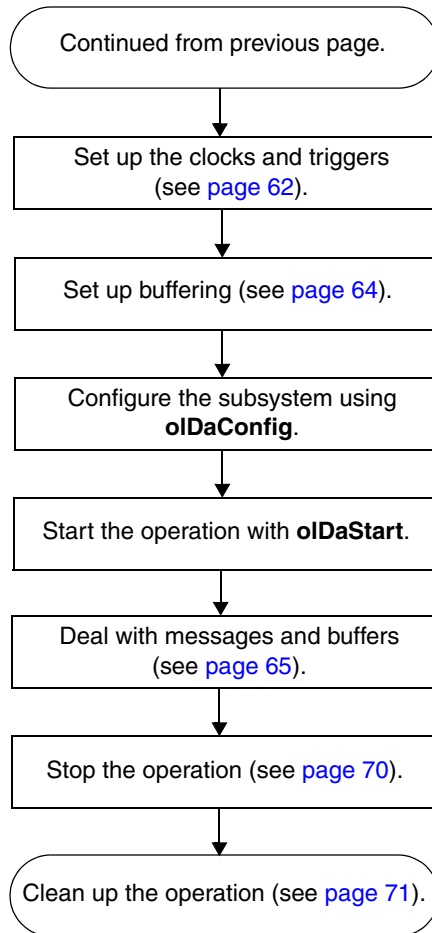 Continued from previous page.
Set up the clocks and triggers
(see page 62).
Set up buffering (see page 64).
Configure the subsystem using
olDaConfig.
Start the operation with olDaStart.
Deal with messages and buffers
(see page 65).
Stop the operation (see page 70).
Clean up the operation (see page 71).